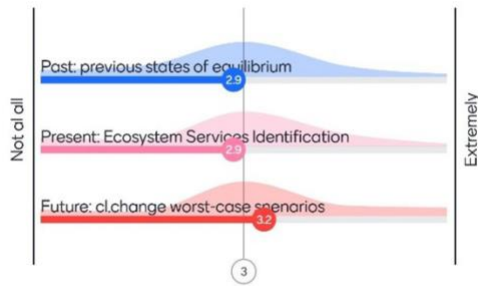 Past: previous states of equilibrium
2.9
Not al all
Present: Ecosystem Services Identification
2.9
Extremely
Future: cl.change worst-case scenarios
3.2
3